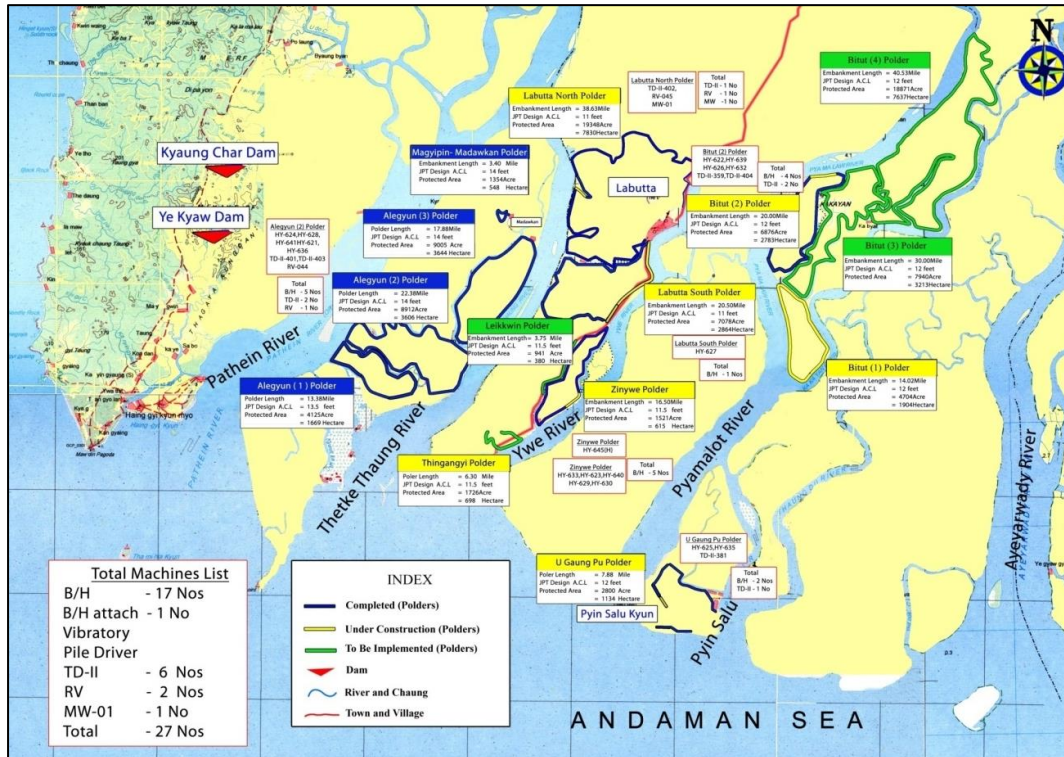 N
Bitut (4) Polder
Embankment Length = 40.53Mile
JPT Design A.C.L = 12 feet
Protected Area = 18871Acre
= 7637Hectare
Labutta North Polder
TD-II-402,
RV-045
MW-01
Total
TD-II - 1 No
RV - 1 No
MW -1 No
Labutta North Polder
Embankment Length = 38.63Mile
JPT Design A.C.L = 11 feet
Protected Area = 19348Acre
= 7830Hectare
Kyaung Char Dam
Ye Kyaw Dam
Magyipin- Madawkan Polder
Embankment Length = 3.40 Mile
JPT Design A.C.L = 14 feet
Protected Area = 1354Acre
= 548 Hectare
Madawkan
Labutta
Bitut (2) Polder
HY-622,HY-639
HY-626,HY-632
TD-II-359,TD-II-404
Total
B/H - 4 Nos
TD-II - 2 No
Bitut (2) Polder
Embankment Length = 20.00Mile
JPT Design A.C.L = 12 feet
Protected Area = 6876Acre
= 2783Hectare
Bitut (3) Polder
Embankment Length = 30.00Mile
JPT Design A.C.L = 12 feet
Protected Area = 7940Acre
= 3213Hectare
Alegyun (2) Polder
HY-624,HY-628,
HY-641HY-621,
HY-636
TD-II-401,TD-II-403
RV-044
Total
B/H - 5 Nos
TD-II - 2 No
RV - 1 No
Alegyun (3) Polder
Polder Length = 17.88Mile
JPT Design A.C.L = 14 feet
Protected Area = 9005 Acre
= 3644 Hectare
Alegyun (2) Polder
Polder Length = 22.38Mile
JPT Design A.C.L = 14 feet
Protected Area = 8912Acre
= 3606 Hectare
Labutta South Polder
Embankment Length = 20.50Mile
JPT Design A.C.L = 11 feet
Protected Area = 7078Acre
= 2864Hectare
Labutta South Polder
HY-627
Total
B/H - 1 Nos
Leikkwin Polder
Embankment Length = 3.75 Mile
JPT Design A.C.L = 11.5 feet
Protected Area = 941 Acre
= 380 Hectare
Bitut (1) Polder
Embankment Length = 14.02Mile
JPT Design A.C.L = 12 feet
Protected Area = 4704Acre
= 1904Hectare
Pathein River
Alegyun ( 1 ) Polder
Polder Length = 13.38Mile
JPT Design A.C.L = 13.5 feet
Protected Area = 4125Acre
= 1669 Hectare
Haing gyi kyun myo
PATHEIN RIVER
Zinywe Polder
Embankment Length = 16.50Mile
JPT Design A.C.L = 11.5 feet
Protected Area = 1521Acre
= 615 Hectare
Zinywe Polder
HY-645(H)
Zinywe Polder
HY-633,HY-623,HY-640
HY-629,HY-630
Total
B/H - 5 Nos
Thingangyi Polder
Poler Length = 6.30 Mile
JPT Design A.C.L = 11.5 feet
Protected Area = 1726Acre
= 698 Hectare
Thetke Thaung River
Ywe River
Pyamalot River
Ayeyarwady River
U Gaung Pu Polder
HY-625,HY-635
TD-II-381
Total
B/H - 2 Nos
TD-II - 1 No
U Gaung Pu Polder
Poler Length = 7.88 Mile
JPT Design A.C.L = 12 feet
Protected Area = 2800 Acre
= 1134 Hectare
Pyin Salu Kyun
Pyin Salu
Total Machines List
B/H - 17 Nos
B/H attach - 1 No
Vibratory
Pile Driver
TD-II - 6 Nos
RV - 2 Nos
MW-01 - 1 No
Total - 27 Nos
INDEX
Completed (Polders)
Under Construction (Polders)
To Be Implemented (Polders)
Dam
River and Chaung
Town and Village
ANDAMAN SEA